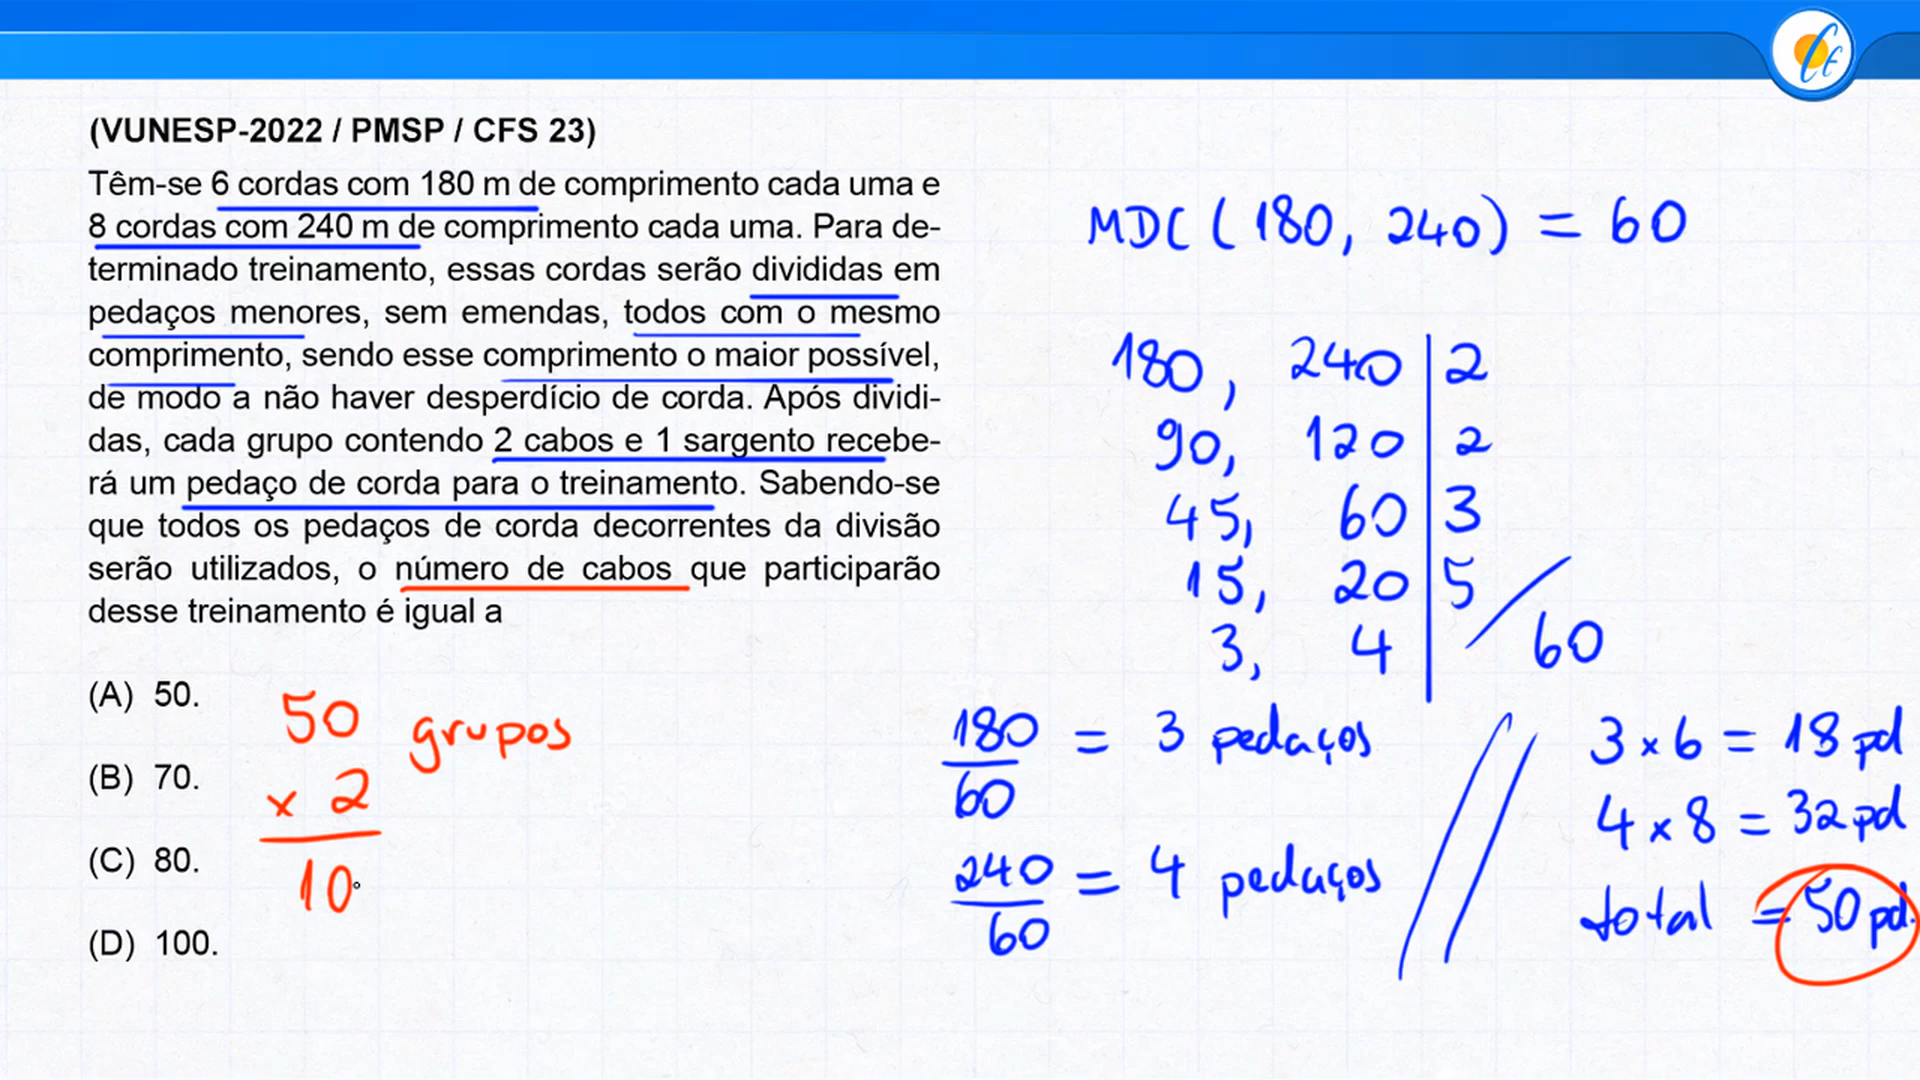 (VUNESP-2022 / PMSP / CFS 23)
Têm-se 6 cordas com 180 m de comprimento cada uma e
8 cordas com 240 m de comprimento cada uma. Para de-
terminado treinamento, essas cordas serão divididas em
pedaços menores, sem emendas, todos com o mesmo
comprimento, sendo esse comprimento o maior possível,
de modo a não haver desperdício de corda. Após dividi-
das, cada grupo contendo 2 cabos e 1 sargento recebe-
rá um pedaço de corda para o treinamento. Sabendo-se
que todos os pedaços de corda decorrentes da divisão
serão utilizados, o número de cabos que participarão
desse treinamento é igual a
(A) 50.
(B) 70.
(C) 80.
(D) 100.
50 grupos
x 2
10
MDC (180, 240) = 60
180, 240 | 2
90, 120 | 2
45, 60 | 3
15, 20 | 5
3, 4 | / 60
180/60 = 3 pedaços
240/60 = 4 pedaços
3 x 6 = 18 pd
4 x 8 = 32 pd
total = 50 pd.
CF